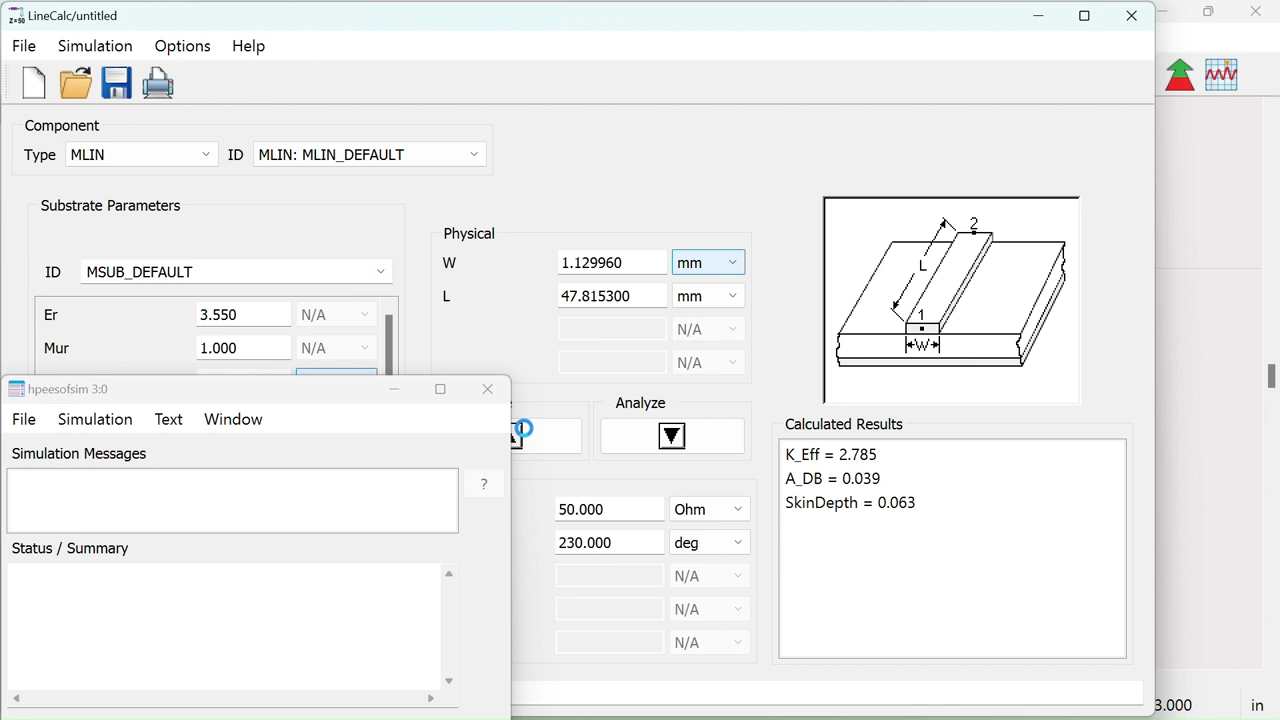 Z=50 LineCalc/untitled
File Simulation Options Help
Component
Type MLIN ID MLIN: MLIN_DEFAULT
Substrate Parameters
ID MSUB_DEFAULT
Er 3.550 N/A
Mur 1.000 N/A
Physical
W 1.129960 mm
L 47.815300 mm
N/A
N/A
2
L
1
W
hpeesofsim 3:0
File Simulation Text Window
Simulation Messages
?
Status / Summary
Analyze
50.000 Ohm
230.000 deg
N/A
N/A
N/A
Calculated Results
K_Eff = 2.785
A_DB = 0.039
SkinDepth = 0.063
3.000 in